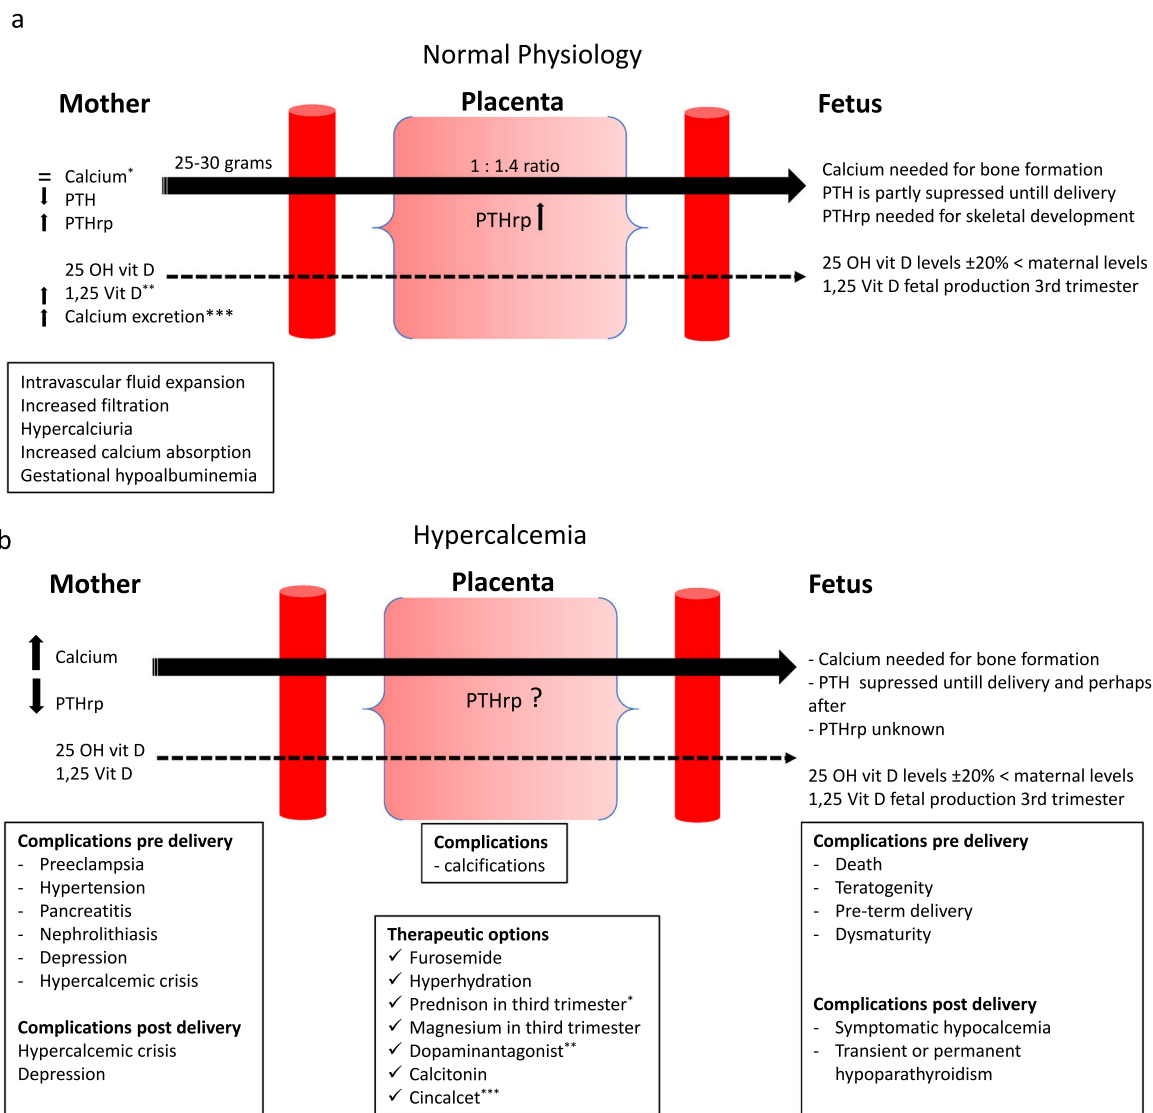 a
Normal Physiology
Mother
Placenta
Fetus
25-30 grams
1 : 1.4 ratio
= Calcium*
PTH
PTHrp
PTHrp
Calcium needed for bone formation
PTH is partly supressed untill delivery
PTHrp needed for skeletal development
25 OH vit D
1,25 Vit D**
Calcium excretion***
25 OH vit D levels ±20% < maternal levels
1,25 Vit D fetal production 3rd trimester
Intravascular fluid expansion
Increased filtration
Hypercalciuria
Increased calcium absorption
Gestational hypoalbuminemia
b
Hypercalcemia
Mother
Placenta
Fetus
Calcium
PTHrp
PTHrp ?
- Calcium needed for bone formation
- PTH supressed untill delivery and perhaps
after
- PTHrp unknown
25 OH vit D
1,25 Vit D
25 OH vit D levels ±20% < maternal levels
1,25 Vit D fetal production 3rd trimester
Complications pre delivery
- Preeclampsia
- Hypertension
- Pancreatitis
- Nephrolithiasis
- Depression
- Hypercalcemic crisis
Complications post delivery
Hypercalcemic crisis
Depression
Complications
- calcifications
Therapeutic options
✓ Furosemide
✓ Hyperhydration
✓ Prednison in third trimester*
✓ Magnesium in third trimester
✓ Dopaminantagonist**
✓ Calcitonin
✓ Cincalcet***
Complications pre delivery
- Death
- Teratogenity
- Pre-term delivery
- Dysmaturity
Complications post delivery
- Symptomatic hypocalcemia
- Transient or permanent
hypoparathyroidism